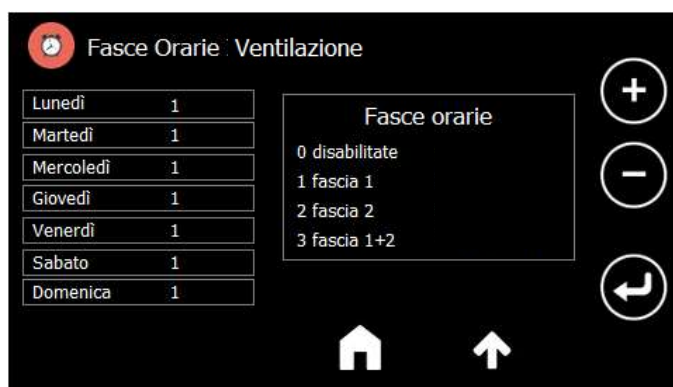 Fasce Orarie Ventilazione
Lunedì 1
Martedì 1
Mercoledì 1
Giovedì 1
Venerdì 1
Sabato 1
Domenica 1
Fasce orarie
0 disabilitate
1 fascia 1
2 fascia 2
3 fascia 1+2